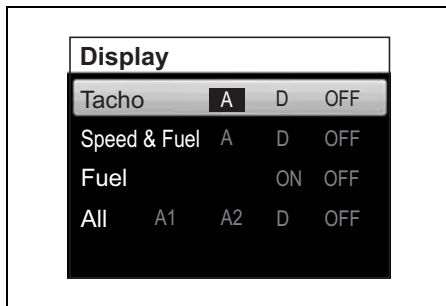 Display
Tacho A D OFF
Speed & Fuel A D OFF
Fuel ON OFF
All A1 A2 D OFF